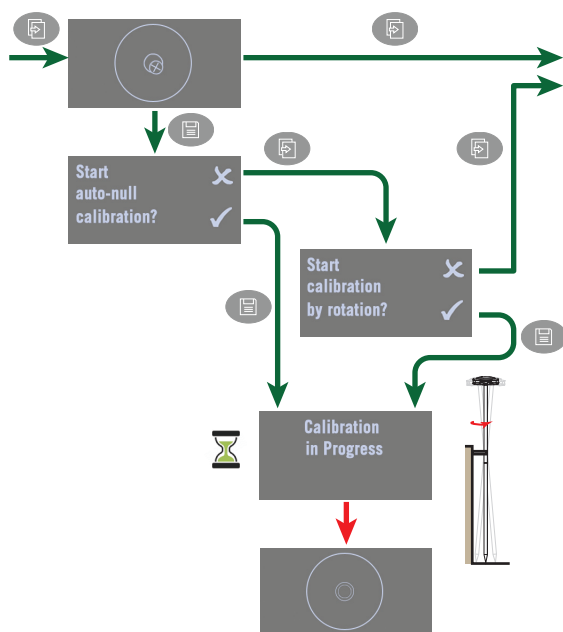 Start
auto-null
calibration?
Start
calibration
by rotation?
Calibration
in Progress